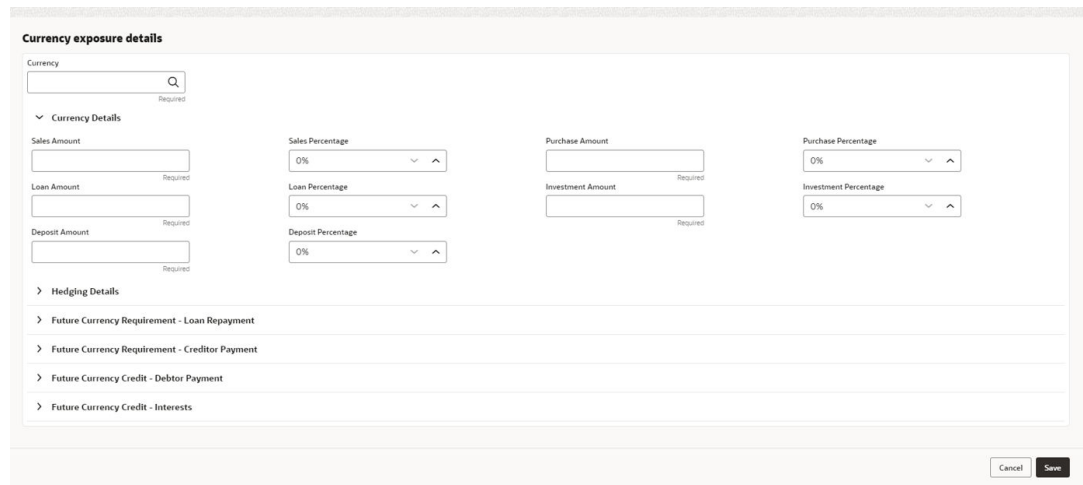 Currency exposure details
Currency
Required
Currency Details
Sales Amount Sales Percentage Purchase Amount Purchase Percentage
0% 0%
Required Required
Loan Amount Loan Percentage Investment Amount Investment Percentage
0% 0%
Required Required
Deposit Amount Deposit Percentage
0%
Required
Hedging Details
Future Currency Requirement - Loan Repayment
Future Currency Requirement - Creditor Payment
Future Currency Credit - Debtor Payment
Future Currency Credit - Interests
Cancel Save